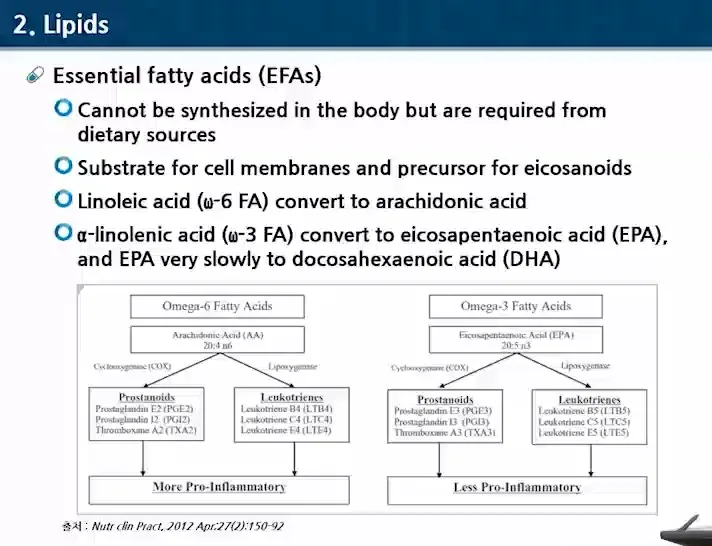 2. Lipids
Essential fatty acids (EFAs)
Cannot be synthesized in the body but are required from
dietary sources
Substrate for cell membranes and precursor for eicosanoids
Linoleic acid (ω-6 FA) convert to arachidonic acid
α-linolenic acid (ω-3 FA) convert to eicosapentaenoic acid (EPA),
and EPA very slowly to docosahexaenoic acid (DHA)
Omega-6 Fatty Acids
Arachadonic Acid (AA)
20:4 n6
Cyclooxygenase (COX)
Lipoxygenase
Prostanoids
Prostaglandin E2 (PGE2)
Prostaglandin I2 (PGI2)
Thromboxane A2 (TXA2)
Leukotrienes
Leukotriene B4 (LTB4)
Leukotriene C4 (LTC4)
Leukotriene E4 (LTE4)
More Pro-Inflammatory
Omega-3 Fatty Acids
Eicosapentaenoic Acid (EPA)
20:5 n3
Cyclooxygenase (COX)
Lipoxygenase
Prostanoids
Prostaglandin E3 (PGE3)
Prostaglandin I3 (PGI3)
Thromboxane A3 (TXA3)
Leukotrienes
Leukotriene B5 (LTB5)
Leukotriene C5 (LTC5)
Leukotriene E5 (LTE5)
Less Pro-Inflammatory
출처 : Nutr clin Pract, 2012 Apr;27(2):150-92